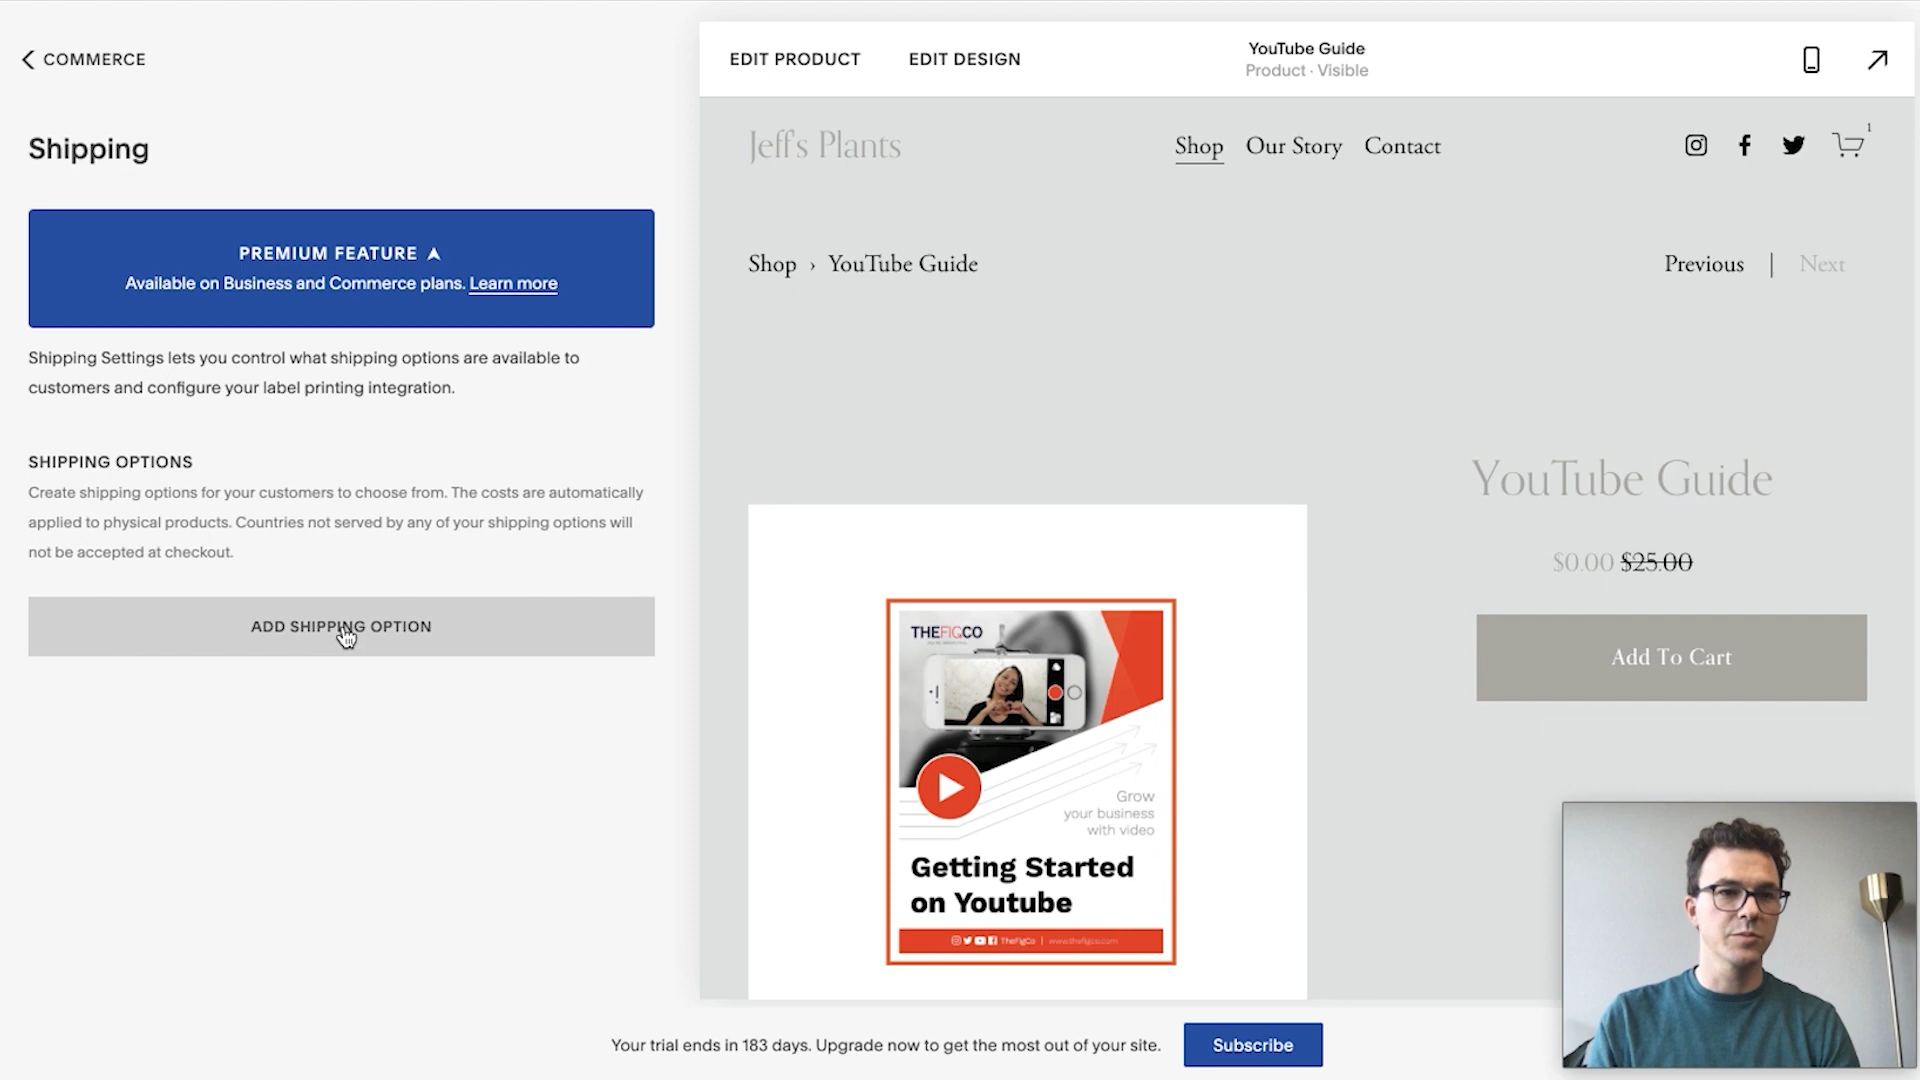 COMMERCE
Shipping
PREMIUM FEATURE
Available on Business and Commerce plans. Learn more
Shipping Settings lets you control what shipping options are available to
customers and configure your label printing integration.
SHIPPING OPTIONS
Create shipping options for your customers to choose from. The costs are automatically
applied to physical products. Countries not served by any of your shipping options will
not be accepted at checkout.
ADD SHIPPING OPTION
EDIT PRODUCT
EDIT DESIGN
YouTube Guide
Product · Visible
Jeff's Plants
Shop
Our Story
Contact
1
Shop › YouTube Guide
Previous | Next
YouTube Guide
$0.00 $25.00
Add To Cart
THEFIGCO
Grow
your business
with video
Getting Started
on Youtube
TheFigCo | www.thefigco.com
Your trial ends in 183 days. Upgrade now to get the most out of your site.
Subscribe